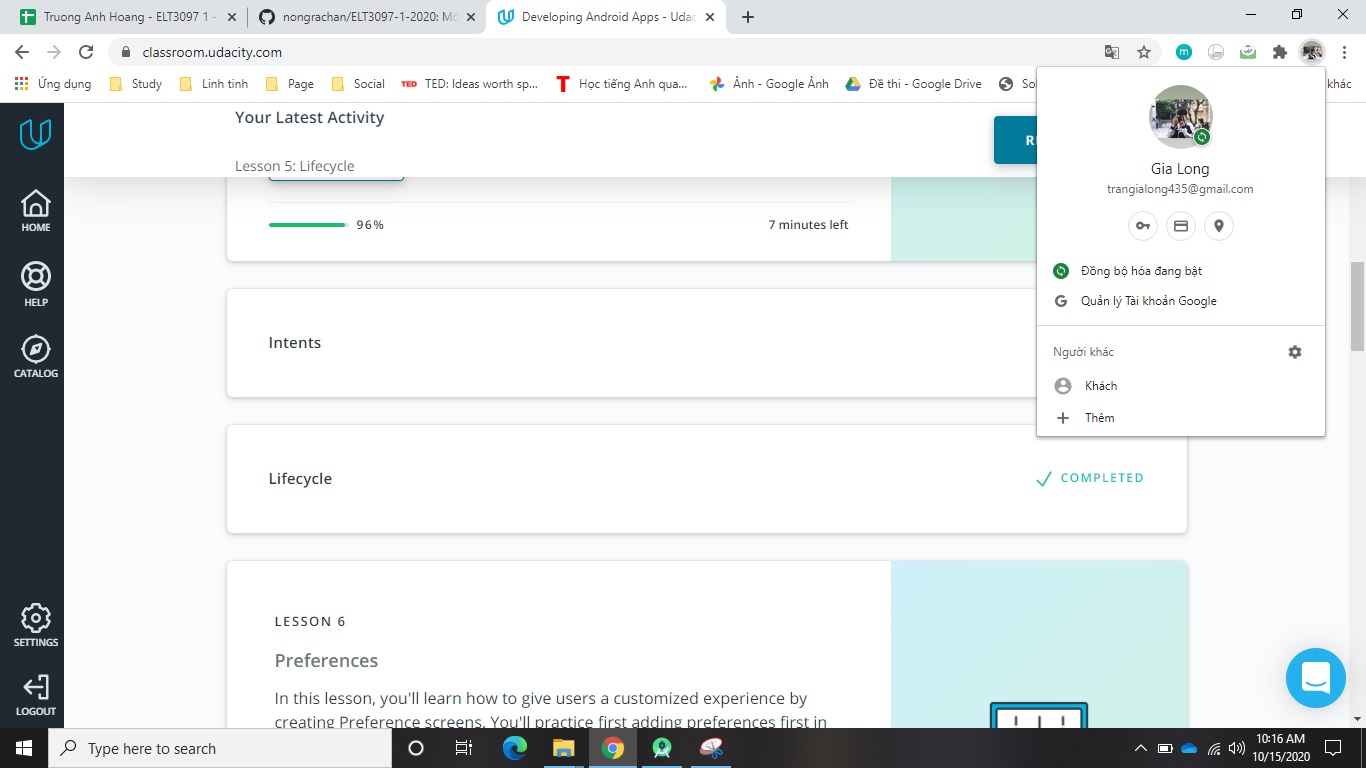 Truong Anh Hoang - ELT3097 1 -
nongrachan/ELT3097-1-2020: Mô
Developing Android Apps - Udac
classroom.udacity.com
Ứng dụng
Study
Linh tinh
Page
Social
TED TED: Ideas worth sp...
T Học tiếng Anh qua...
Ảnh - Google Ảnh
Đề thi - Google Drive
khác
Your Latest Activity
Lesson 5: Lifecycle
HOME
HELP
CATALOG
SETTINGS
LOGOUT
96%
7 minutes left
Intents
Lifecycle
COMPLETED
LESSON 6
Preferences
In this lesson, you'll learn how to give users a customized experience by
creating Preference screens. You'll practice first adding preferences first in
Gia Long
trangialong435@gmail.com
Đồng bộ hóa đang bật
G Quản lý Tài khoản Google
Người khác
Khách
Thêm
Type here to search
10:16 AM
10/15/2020